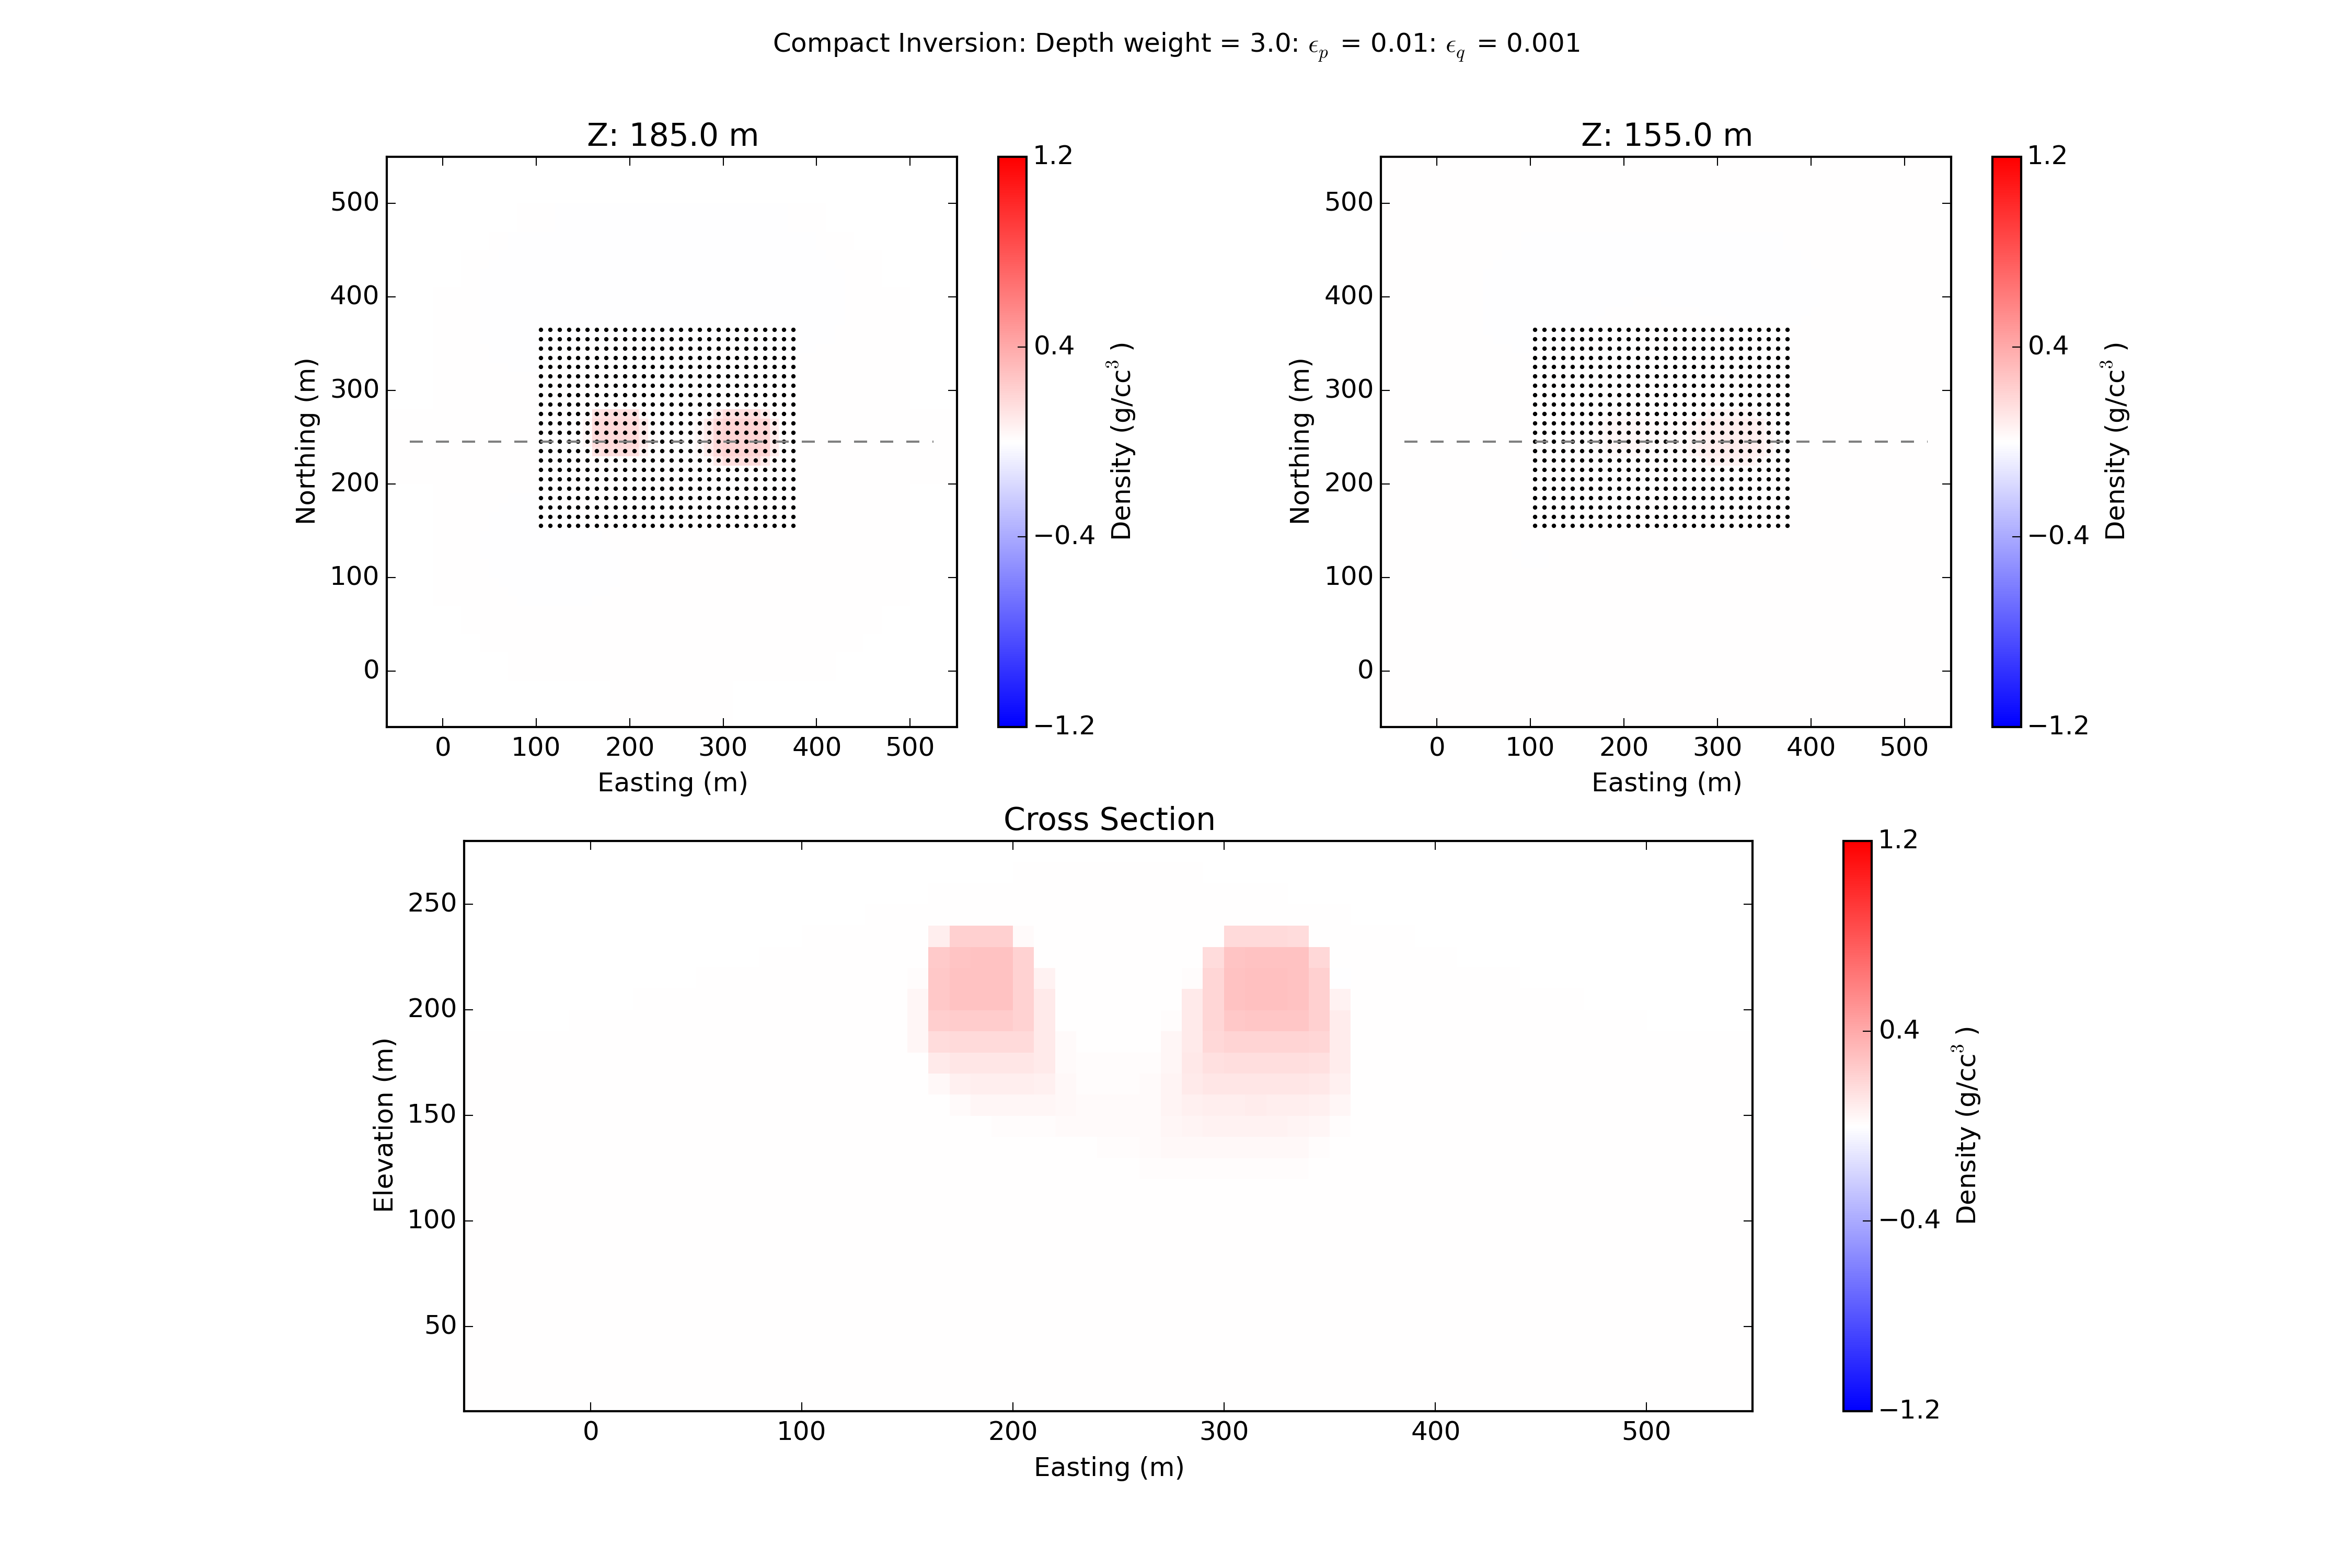 Compact Inversion: Depth weight = 3.0: ϵp = 0.01: ϵq = 0.001
Z: 185.0 m
500
400
300
200
100
0
Northing (m)
0 100 200 300 400 500
Easting (m)
1.2
0.4
−0.4
−1.2
Density (g/cc³ )
Z: 155.0 m
500
400
300
200
100
0
Northing (m)
0 100 200 300 400 500
Easting (m)
1.2
0.4
−0.4
−1.2
Density (g/cc³ )
Cross Section
250
200
150
100
50
Elevation (m)
0 100 200 300 400 500
Easting (m)
1.2
0.4
−0.4
−1.2
Density (g/cc³ )